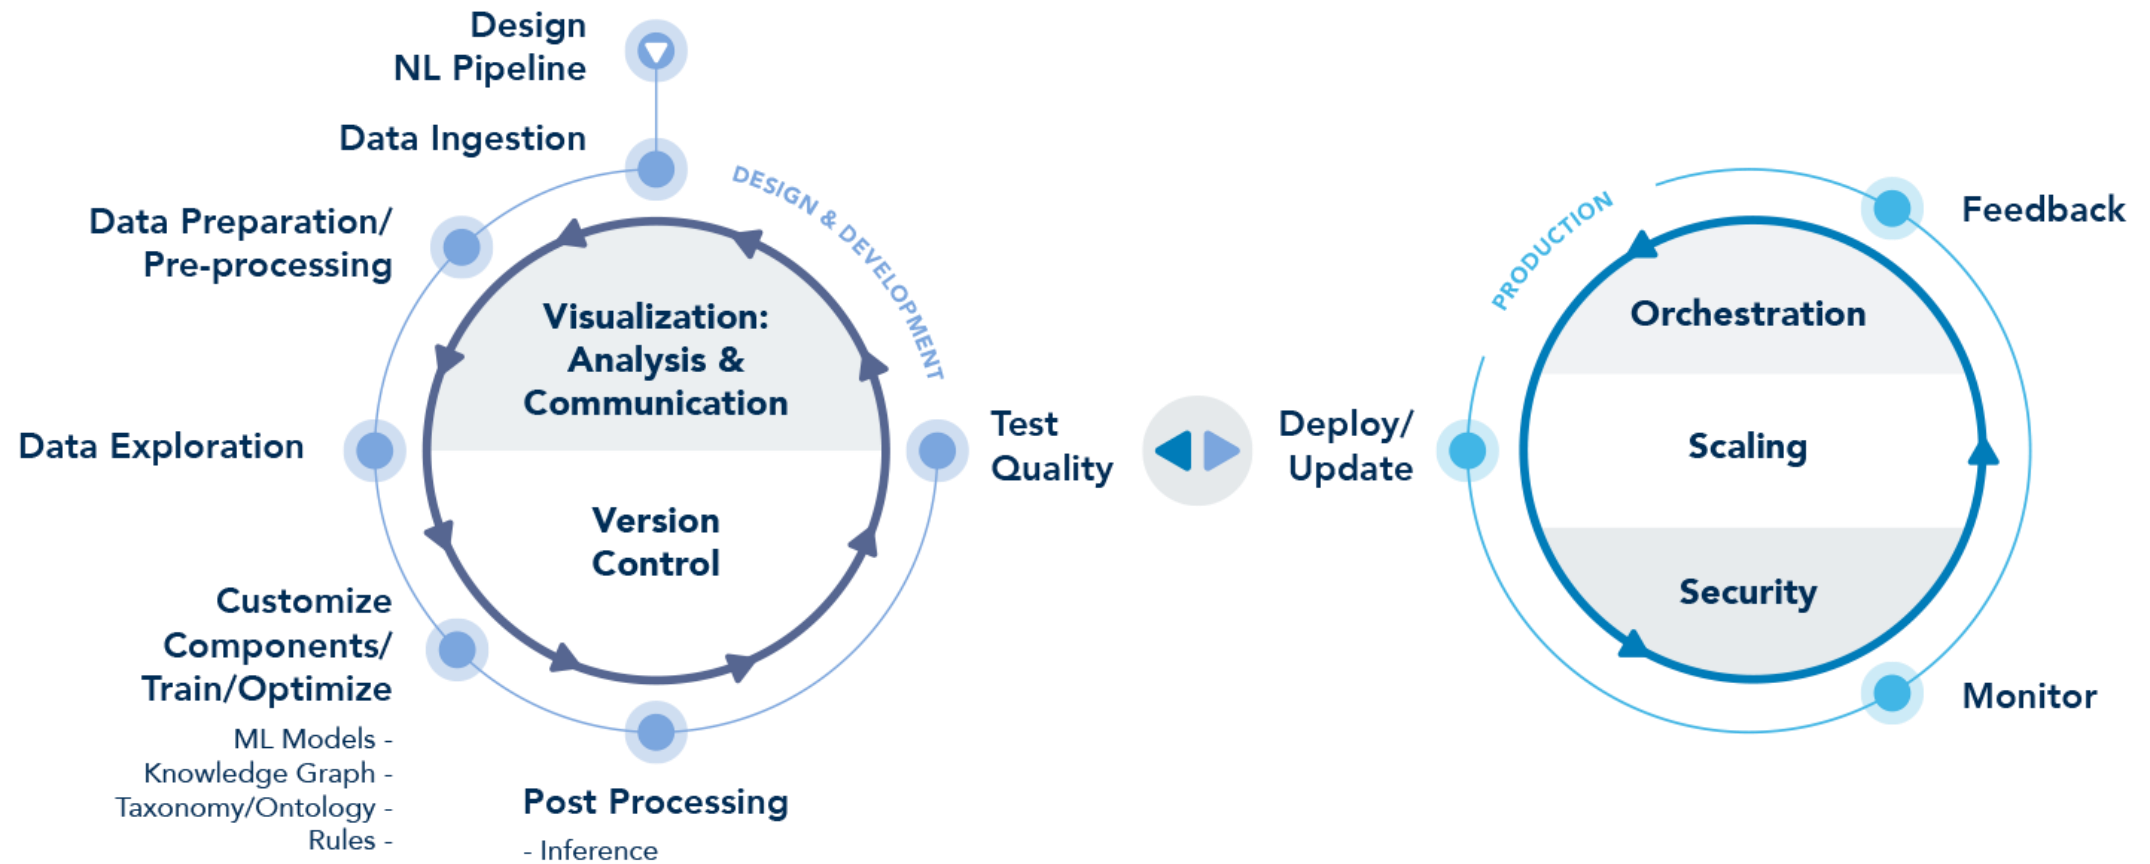 Design
NL Pipeline
Data Ingestion
DESIGN & DEVELOPMENT
Data Preparation/
Pre-processing
Visualization:
Analysis &
Communication
Data Exploration
Version
Control
Test
Quality
Customize
Components/
Train/Optimize
ML Models -
Knowledge Graph -
Taxonomy/Ontology -
Rules -
Post Processing
- Inference
PRODUCTION
Feedback
Orchestration
Deploy/
Update
Scaling
Security
Monitor